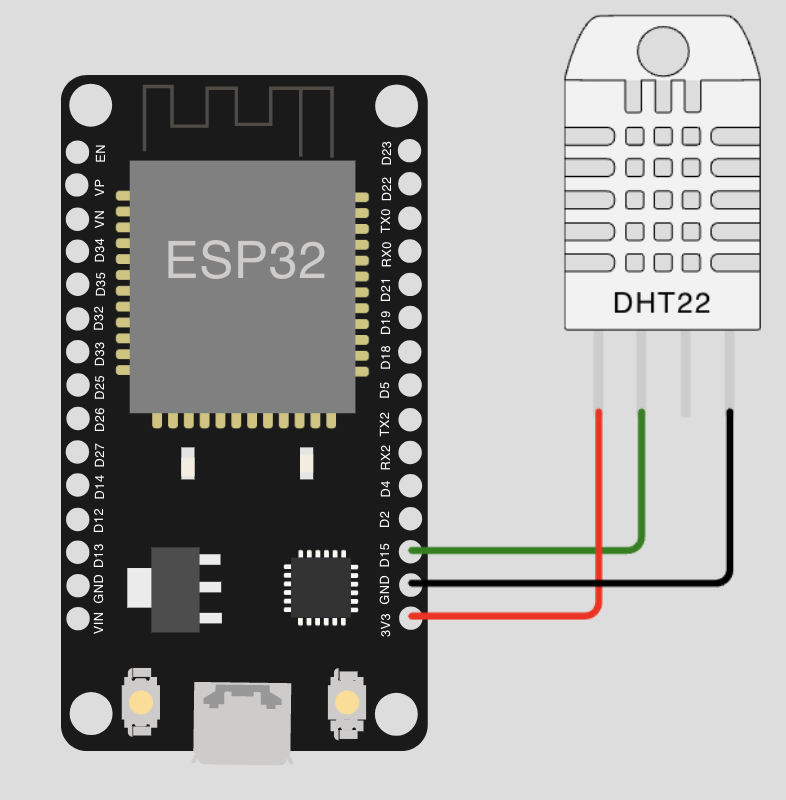 EN
VP
VN
D34
D35
D32
D33
D25
D26
D27
D14
D12
D13
GND
VIN
ESP32
D23
D22
TX0
RX0
D21
D19
D18
D5
TX2
RX2
D4
D2
D15
GND
3V3
DHT22